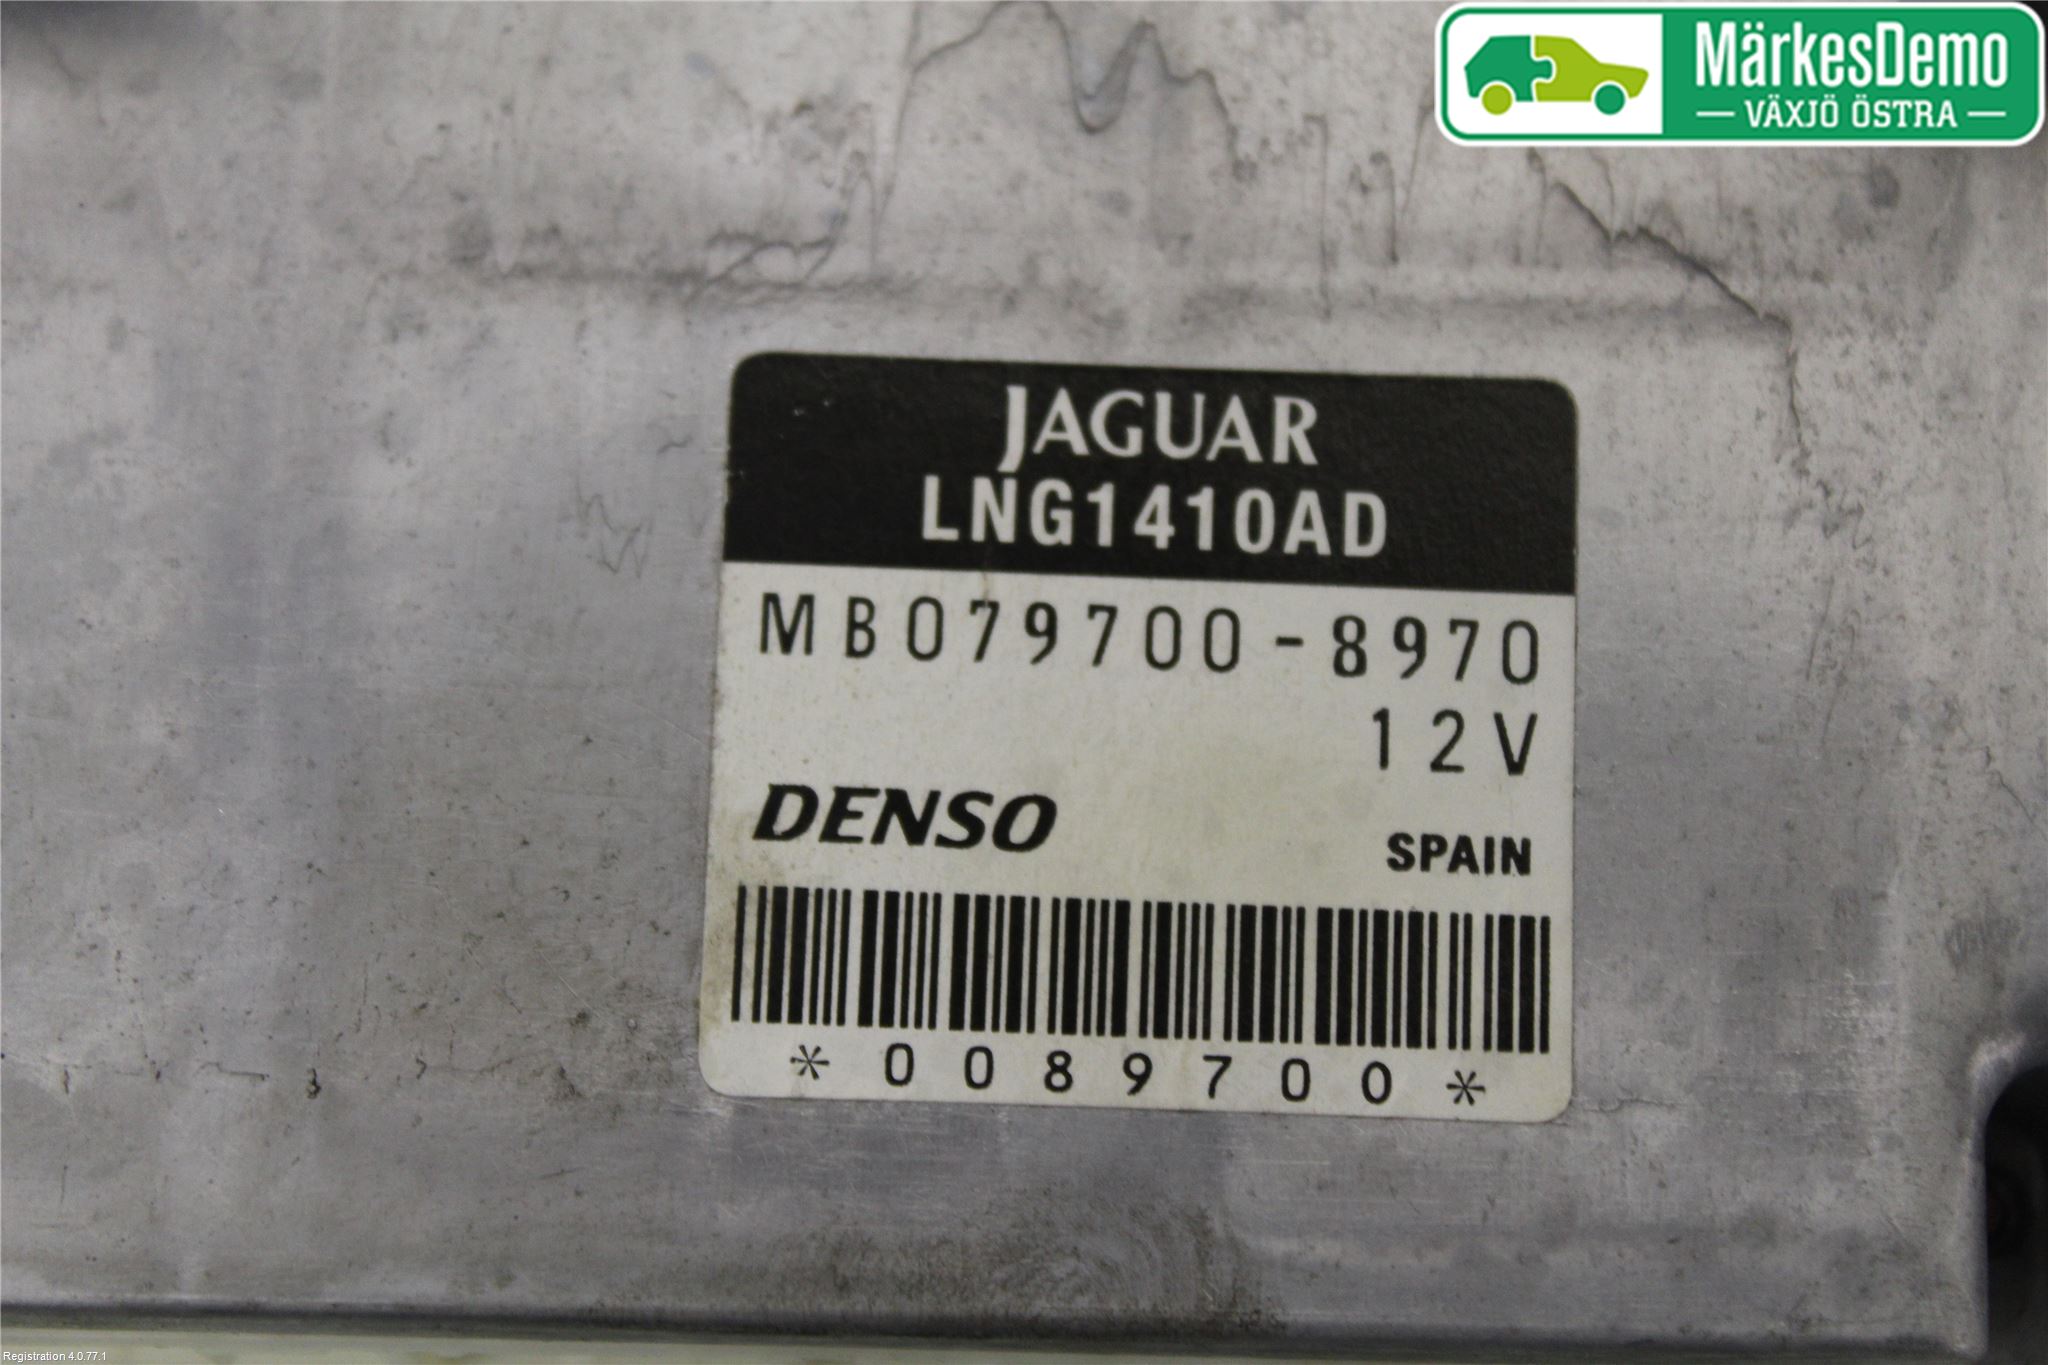 MärkesDemo
VÄXJÖ ÖSTRA
JAGUAR
LNG1410AD
MB079700-8970
12V
DENSO
SPAIN
*0089700*
Registration 4.0.77.1